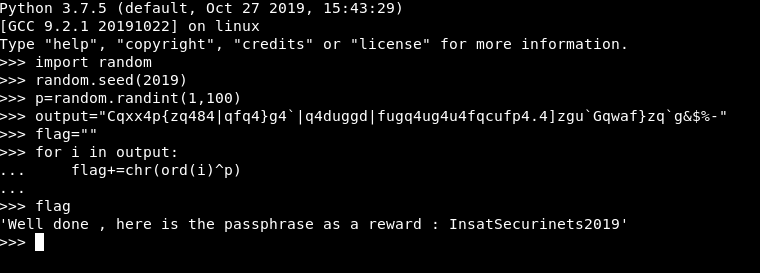 Python 3.7.5 (default, Oct 27 2019, 15:43:29)
[GCC 9.2.1 20191022] on linux
Type "help", "copyright", "credits" or "license" for more information.
>>> import random
>>> random.seed(2019)
>>> p=random.randint(1,100)
>>> output="Cqxx4p{zq484|qfq4}g4`|q4duggd|fugq4ug4u4fqcufp4.4]zgu`Gqwaf}zq`g&$%-"
>>> flag=""
>>> for i in output:
...     flag+=chr(ord(i)^p)
...
>>> flag
'Well done , here is the passphrase as a reward : InsatSecurinets2019'
>>>